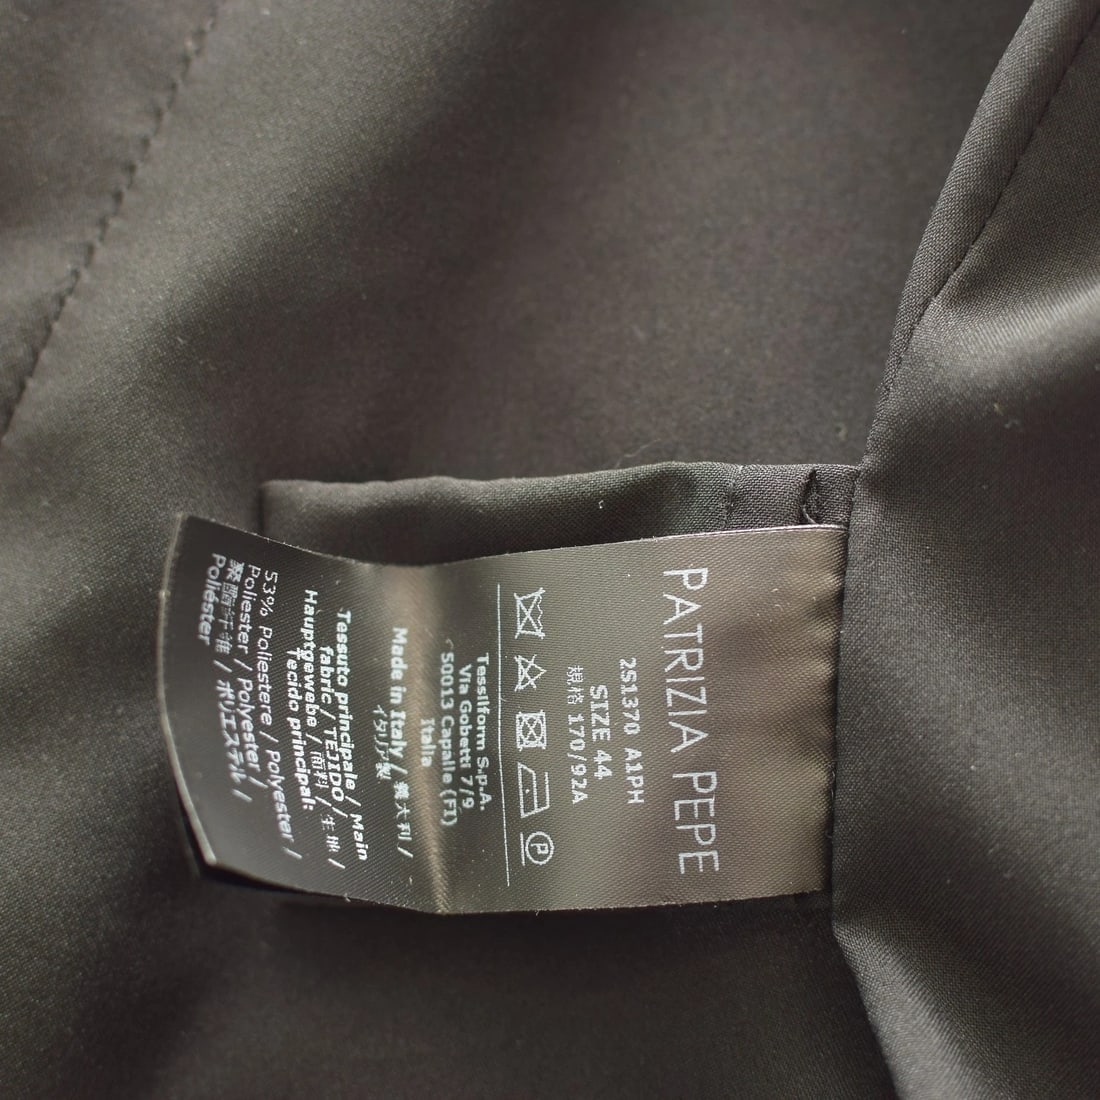 PATRIZIA PEPE
2S1370 A1PH
SIZE 44
規格 170/92A
Tessilform S.p.A.
Via Gobetti 7/9
50013 Capalle (FI)
Italia
Made in Italy / 義大利 /
イタリア製
Tessuto principale / Main
fabric / TEJIDO /
Hauptgewebe / 面料 / 生地 /
Tecido principal:
53% Poliestere / Polyester /
Poliester / Polyester /
聚酯纤维 / ポリエステル /
Poliéster